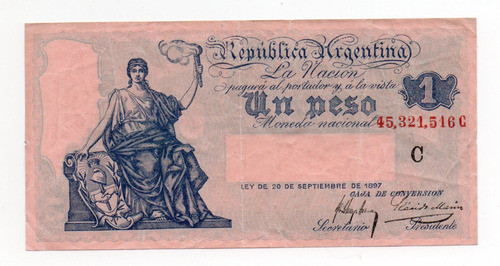 República Argentina
La Nación
pagará al portador y á la vista
Un peso
1
Moneda nacional
45,321,516 C
C
LEY DE 20 DE SEPTIEMBRE DE 1897
CAJA DE CONVERSION
Secretario
Presidente